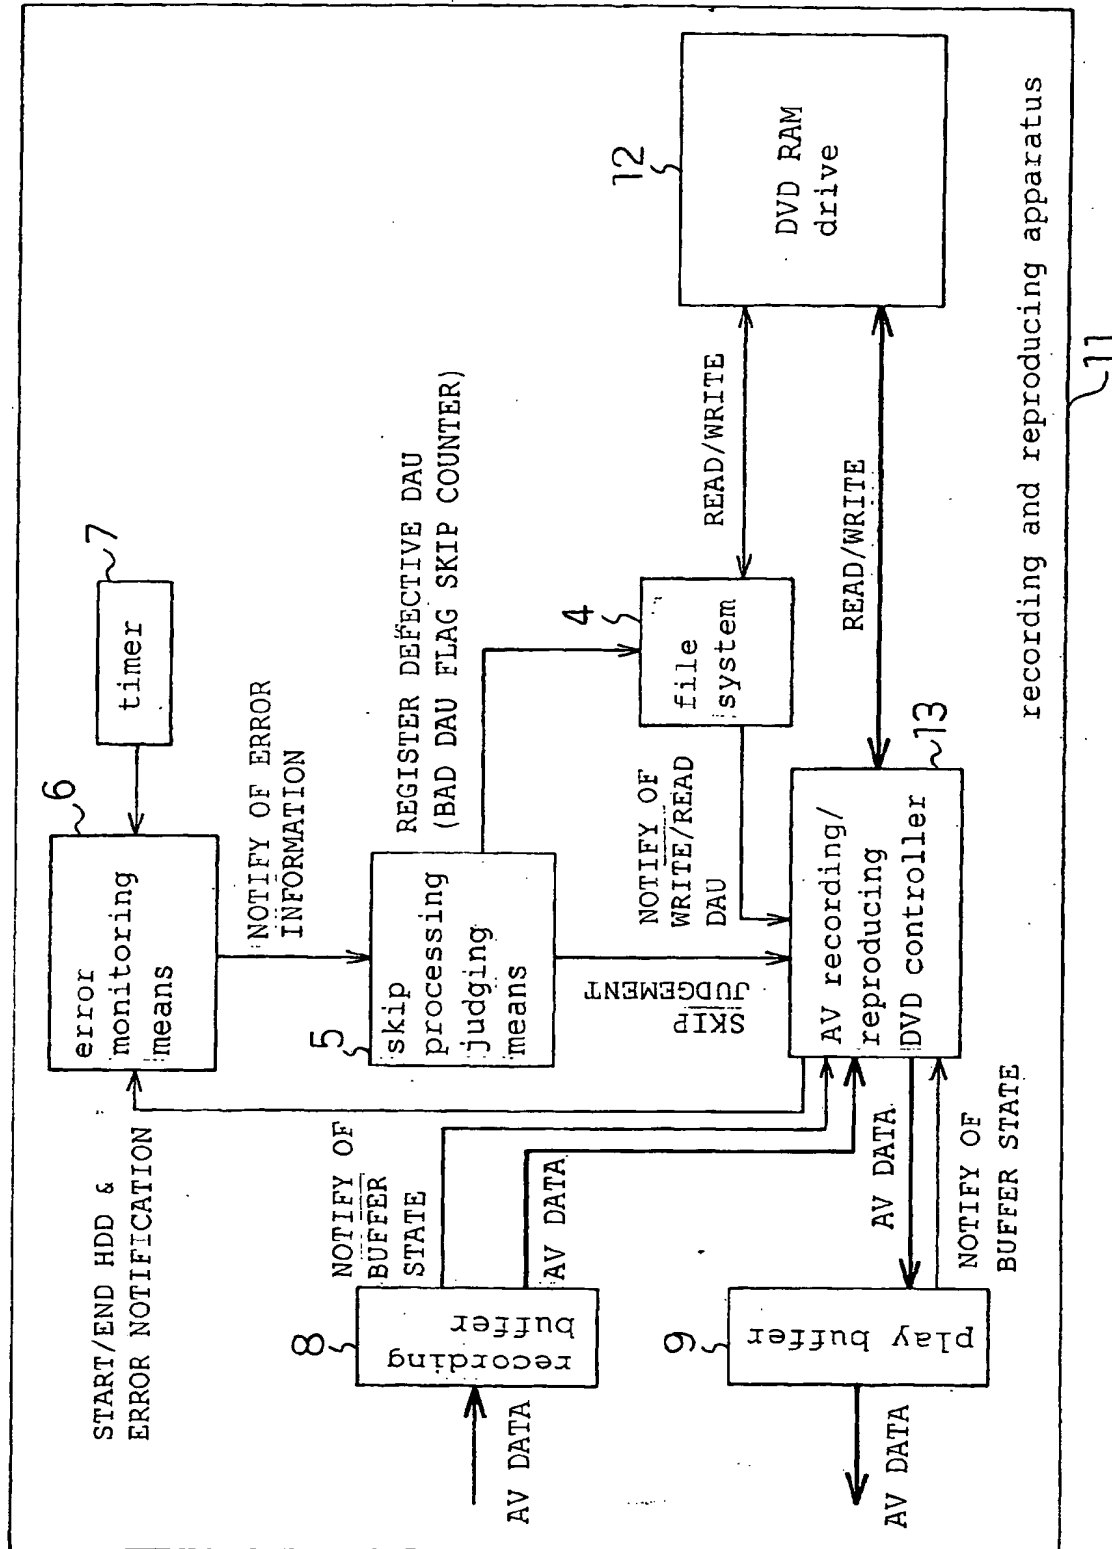 START/END HDD &
ERROR NOTIFICATION
6
error
monitoring
means
7
timer
NOTIFY OF ERROR
INFORMATION
5
skip
processing
judging
means
REGISTER DEFECTIVE DAU
(BAD DAU FLAG SKIP COUNTER)
8
recording
buffer
AV DATA
NOTIFY OF
BUFFER
STATE
AV DATA
SKIP
JUDGEMENT
NOTIFY OF
WRITE/READ
DAU
4
file
system
READ/WRITE
12
DVD RAM
drive
READ/WRITE
13
AV recording/
reproducing
DVD controller
9
play buffer
AV DATA
AV DATA
NOTIFY OF
BUFFER STATE
recording and reproducing apparatus
11